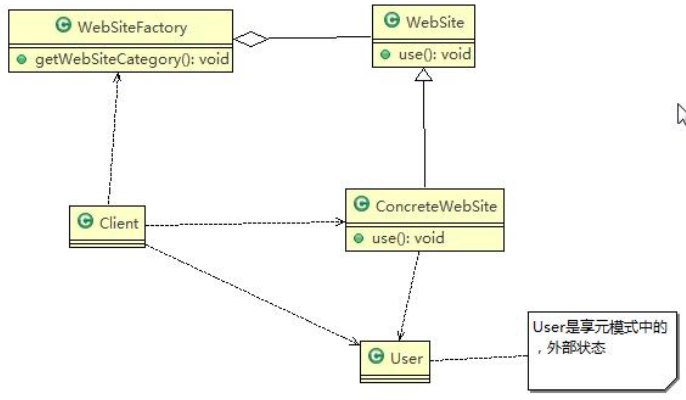 WebSiteFactory
getWebSiteCategory(): void
WebSite
use(): void
Client
ConcreteWebSite
use(): void
User
User是享元模式中的
，外部状态